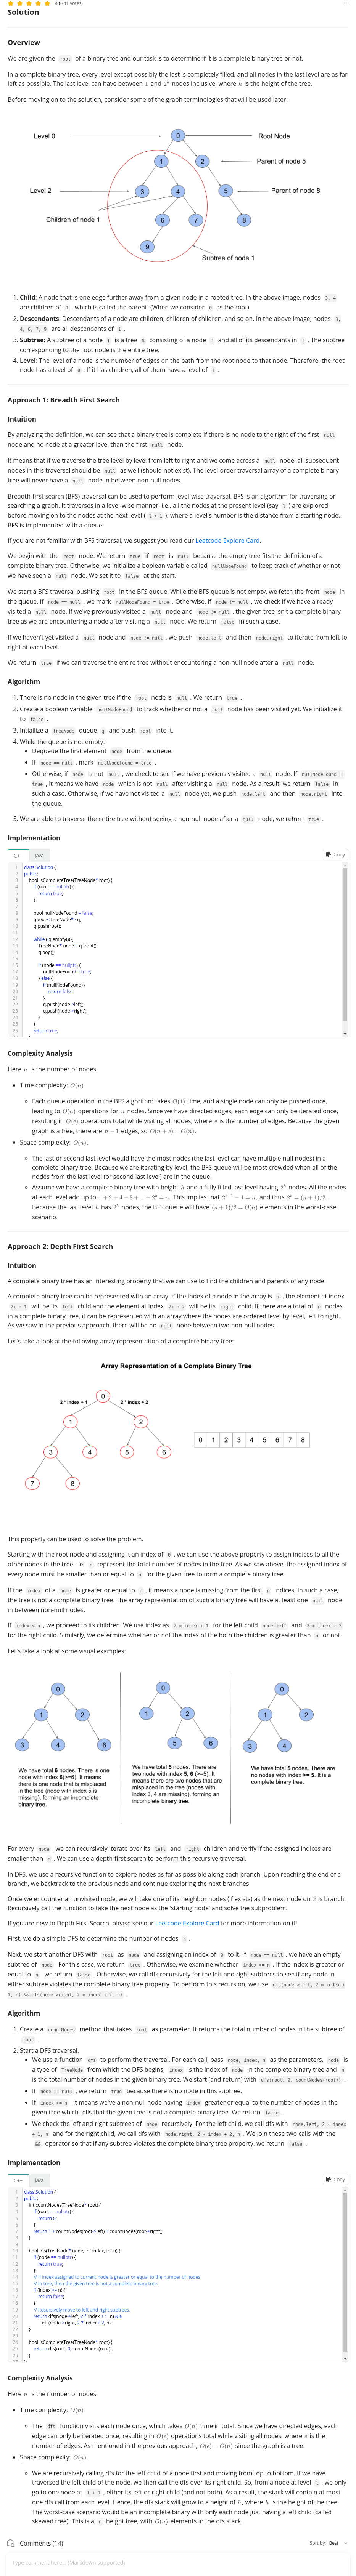 4.8 (41 votes)
Solution
Overview
We are given the root of a binary tree and our task is to determine if it is a complete binary tree or not.
In a complete binary tree, every level except possibly the last is completely filled, and all nodes in the last level are as far
left as possible. The last level can have between 1 and 2^h nodes inclusive, where h is the height of the tree.
Before moving on to the solution, consider some of the graph terminologies that will be used later:
Level 0
0
Root Node
1
2
Parent of node 5
Level 2
3
4
5
Parent of node 8
Children of node 1
6
7
8
9
Subtree of node 1
1. Child: A node that is one edge further away from a given node in a rooted tree. In the above image, nodes 3, 4
are children of 1 , which is called the parent. (When we consider 0 as the root)
2. Descendants: Descendants of a node are children, children of children, and so on. In the above image, nodes 3,
4, 6, 7, 9 are all descendants of 1 .
3. Subtree: A subtree of a node T is a tree S consisting of a node T and all of its descendants in T . The subtree
corresponding to the root node is the entire tree.
4. Level: The level of a node is the number of edges on the path from the root node to that node. Therefore, the root
node has a level of 0 . If it has children, all of them have a level of 1 .
Approach 1: Breadth First Search
Intuition
By analyzing the definition, we can see that a binary tree is complete if there is no node to the right of the first null
node and no node at a greater level than the first null node.
It means that if we traverse the tree level by level from left to right and we come across a null node, all subsequent
nodes in this traversal should be null as well (should not exist). The level-order traversal array of a complete binary
tree will never have a null node in between non-null nodes.
Breadth-first search (BFS) traversal can be used to perform level-wise traversal. BFS is an algorithm for traversing or
searching a graph. It traverses in a level-wise manner, i.e., all the nodes at the present level (say l ) are explored
before moving on to the nodes at the next level ( l + 1 ), where a level's number is the distance from a starting node.
BFS is implemented with a queue.
If you are not familiar with BFS traversal, we suggest you read our Leetcode Explore Card.
We begin with the root node. We return true if root is null because the empty tree fits the definition of a
complete binary tree. Otherwise, we initialize a boolean variable called nullNodeFound to keep track of whether or not
we have seen a null node. We set it to false at the start.
We start a BFS traversal pushing root in the BFS queue. While the BFS queue is not empty, we fetch the front node in
the queue. If node == null , we mark nullNodeFound = true . Otherwise, if node != null , we check if we have already
visited a null node. If we've previously visited a null node and node != null , the given tree isn't a complete binary
tree as we are encountering a node after visiting a null node. We return false in such a case.
If we haven't yet visited a null node and node != null , we push node.left and then node.right to iterate from left to
right at each level.
We return true if we can traverse the entire tree without encountering a non-null node after a null node.
Algorithm
1. There is no node in the given tree if the root node is null . We return true .
2. Create a boolean variable nullNodeFound to track whether or not a null node has been visited yet. We initialize it
to false .
3. Intiailize a TreeNode queue q and push root into it.
4. While the queue is not empty:
Dequeue the first element node from the queue.
If node == null , mark nullNodeFound = true .
Otherwise, if node is not null , we check to see if we have previously visited a null node. If nullNodeFound ==
true , it means we have node which is not null after visiting a null node. As a result, we return false in
such a case. Otherwise, if we have not visited a null node yet, we push node.left and then node.right into
the queue.
5. We are able to traverse the entire tree without seeing a non-null node after a null node, we return true .
Implementation
C++
Java
Copy
1 class Solution {
2 public:
3 bool isCompleteTree(TreeNode* root) {
4 if (root == nullptr) {
5 return true;
6 }
7
8 bool nullNodeFound = false;
9 queue<TreeNode*> q;
10 q.push(root);
11
12 while (!q.empty()) {
13 TreeNode* node = q.front();
14 q.pop();
15
16 if (node == nullptr) {
17 nullNodeFound = true;
18 } else {
19 if (nullNodeFound) {
20 return false;
21 }
22 q.push(node->left);
23 q.push(node->right);
24 }
25 }
26 return true;
Complexity Analysis
Here n is the number of nodes.
Time complexity: O(n).
Each queue operation in the BFS algorithm takes O(1) time, and a single node can only be pushed once,
leading to O(n) operations for n nodes. Since we have directed edges, each edge can only be iterated once,
resulting in O(e) operations total while visiting all nodes, where e is the number of edges. Because the given
graph is a tree, there are n − 1 edges, so O(n + e) = O(n).
Space complexity: O(n).
The last or second last level would have the most nodes (the last level can have multiple null nodes) in a
complete binary tree. Because we are iterating by level, the BFS queue will be most crowded when all of the
nodes from the last level (or second last level) are in the queue.
Assume we have a complete binary tree with height h and a fully filled last level having 2^h nodes. All the nodes
at each level add up to 1 + 2 + 4 + 8 + ... + 2^h = n. This implies that 2^{h+1} − 1 = n, and thus 2^h = (n + 1)/2.
Because the last level h has 2^h nodes, the BFS queue will have (n + 1)/2 = O(n) elements in the worst-case
scenario.
Approach 2: Depth First Search
Intuition
A complete binary tree has an interesting property that we can use to find the children and parents of any node.
A complete binary tree can be represented with an array. If the index of a node in the array is i , the element at index
2i + 1 will be its left child and the element at index 2i + 2 will be its right child. If there are a total of n nodes
in a complete binary tree, it can be represented with an array where the nodes are ordered level by level, left to right.
As we saw in the previous approach, there will be no null node between two non-null nodes.
Let's take a look at the following array representation of a complete binary tree:
Array Representation of a Complete Binary Tree
0
2 * index + 1
2 * index + 2
1
2
3
4
5
6
7
8
0 1 2 3 4 5 6 7 8
This property can be used to solve the problem.
Starting with the root node and assigning it an index of 0 , we can use the above property to assign indices to all the
other nodes in the tree. Let n represent the total number of nodes in the tree. As we saw above, the assigned index of
every node must be smaller than or equal to n for the given tree to form a complete binary tree.
If the index of a node is greater or equal to n , it means a node is missing from the first n indices. In such a case,
the tree is not a complete binary tree. The array representation of such a binary tree will have at least one null node
in between non-null nodes.
If index < n , we proceed to its children. We use index as 2 * index + 1 for the left child node.left and 2 * index + 2
for the right child. Similarly, we determine whether or not the index of the both the children is greater than n or not.
Let's take a look at some visual examples:
0
1
2
3
4
6
We have total 6 nodes. There is one
node with index 6(>=6). It means
there is one node that is misplaced
in the tree (node with index 5 is
missing), forming an incomplete
binary tree.
0
1
2
5
6
We have total 5 nodes. There are
two node with index 5, 6 (>=5). It
means there are two nodes that are
misplaced in the tree (nodes with
index 3, 4 are missing), forming an
incomplete binary tree.
0
1
2
3
4
We have total 5 nodes. There are
no nodes with index >= 5. It is a
complete binary tree.
For every node , we can recursively iterate over its left and right children and verify if the assigned indices are
smaller than n . We can use a depth-first search to perform this recursive traversal.
In DFS, we use a recursive function to explore nodes as far as possible along each branch. Upon reaching the end of a
branch, we backtrack to the previous node and continue exploring the next branches.
Once we encounter an unvisited node, we will take one of its neighbor nodes (if exists) as the next node on this branch.
Recursively call the function to take the next node as the 'starting node' and solve the subproblem.
If you are new to Depth First Search, please see our Leetcode Explore Card for more information on it!
First, we do a simple DFS to determine the number of nodes n .
Next, we start another DFS with root as node and assigning an index of 0 to it. If node == null , we have an empty
subtree of node . For this case, we return true . Otherwise, we examine whether index >= n . If the index is greater or
equal to n , we return false . Otherwise, we call dfs recursively for the left and right subtrees to see if any node in
either subtree violates the complete binary tree property. To perform this recursion, we use dfs(node->left, 2 * index +
1, n) && dfs(node->right, 2 * index + 2, n) .
Algorithm
1. Create a countNodes method that takes root as parameter. It returns the total number of nodes in the subtree of
root .
2. Start a DFS traversal.
We use a function dfs to perform the traversal. For each call, pass node, index, n as the parameters. node is
a type of TreeNode from which the DFS begins, index is the index of node in the complete binary tree and n
is the total number of nodes in the given binary tree. We start (and return) with dfs(root, 0, countNodes(root)) .
If node == null , we return true because there is no node in this subtree.
If index >= n , it means we've a non-null node having index greater or equal to the number of nodes in the
given tree which tells that the given tree is not a complete binary tree. We return false .
We check the left and right subtrees of node recursively. For the left child, we call dfs with node.left, 2 * index
+ 1, n and for the right child, we call dfs with node.right, 2 * index + 2, n . We join these two calls with the
&& operator so that if any subtree violates the complete binary tree property, we return false .
Implementation
C++
Java
Copy
1 class Solution {
2 public:
3 int countNodes(TreeNode* root) {
4 if (root == nullptr) {
5 return 0;
6 }
7 return 1 + countNodes(root->left) + countNodes(root->right);
8 }
9
10 bool dfs(TreeNode* node, int index, int n) {
11 if (node == nullptr) {
12 return true;
13 }
14 // If index assigned to current node is greater or equal to the number of nodes
15 // in tree, then the given tree is not a complete binary tree.
16 if (index >= n) {
17 return false;
18 }
19 // Recursively move to left and right subtrees.
20 return dfs(node->left, 2 * index + 1, n) &&
21 dfs(node->right, 2 * index + 2, n);
22 }
23
24 bool isCompleteTree(TreeNode* root) {
25 return dfs(root, 0, countNodes(root));
26 }
Complexity Analysis
Here n is the number of nodes.
Time complexity: O(n).
The dfs function visits each node once, which takes O(n) time in total. Since we have directed edges, each
edge can only be iterated once, resulting in O(e) operations total while visiting all nodes, where e is the
number of edges. As mentioned in the previous approach, O(e) = O(n) since the graph is a tree.
Space complexity: O(n).
We are recursively calling dfs for the left child of a node first and moving from top to bottom. If we have
traversed the left child of the node, we then call the dfs over its right child. So, from a node at level l , we only
go to one node at l + 1 , either its left or right child (and not both). As a result, the stack will contain at most
one dfs call from each level. Hence, the dfs stack will grow to a height of h, where h is the height of the tree.
The worst-case scenario would be an incomplete binary with only each node just having a left child (also called
skewed tree). This is a n height tree, with O(n) elements in the dfs stack.
Comments (14)
Sort by: Best
Type comment here... (Markdown supported)